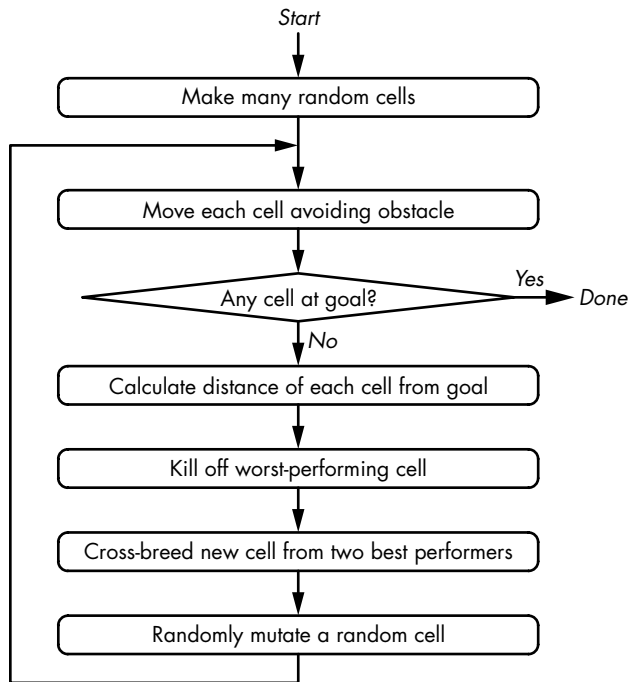 Start
Make many random cells
Move each cell avoiding obstacle
Any cell at goal?
Yes
Done
No
Calculate distance of each cell from goal
Kill off worst-performing cell
Cross-breed new cell from two best performers
Randomly mutate a random cell